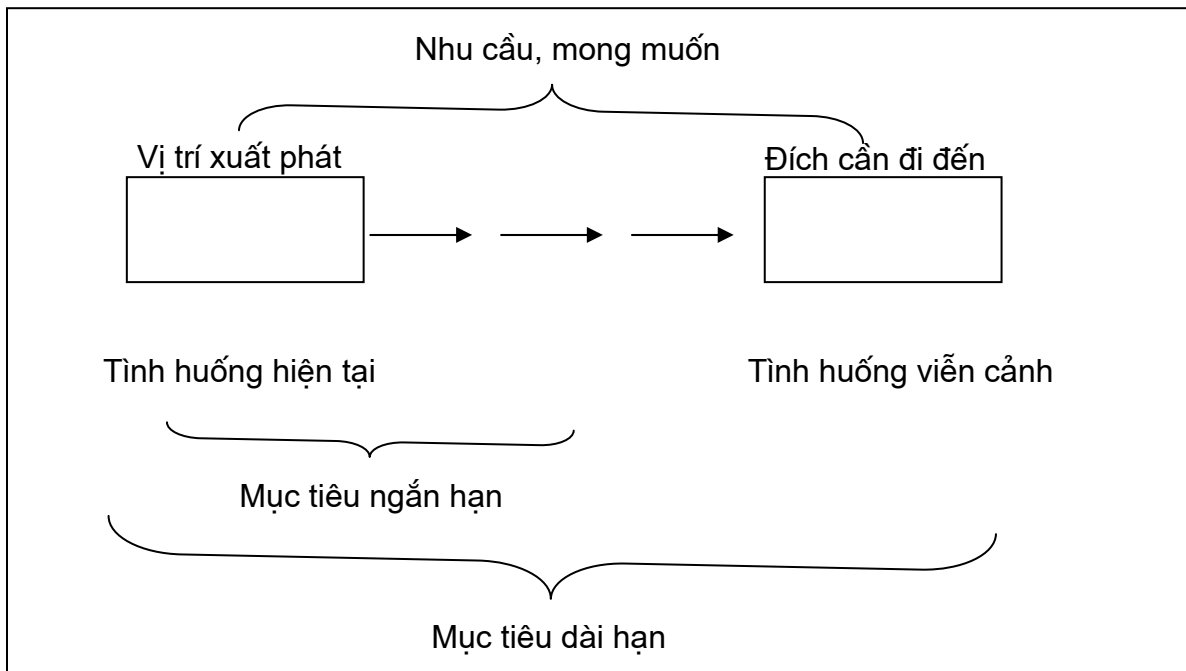 Nhu cầu, mong muốn
Vị trí xuất phát
Đích cần đi đến
Tình huống hiện tại
Tình huống viễn cảnh
Mục tiêu ngắn hạn
Mục tiêu dài hạn